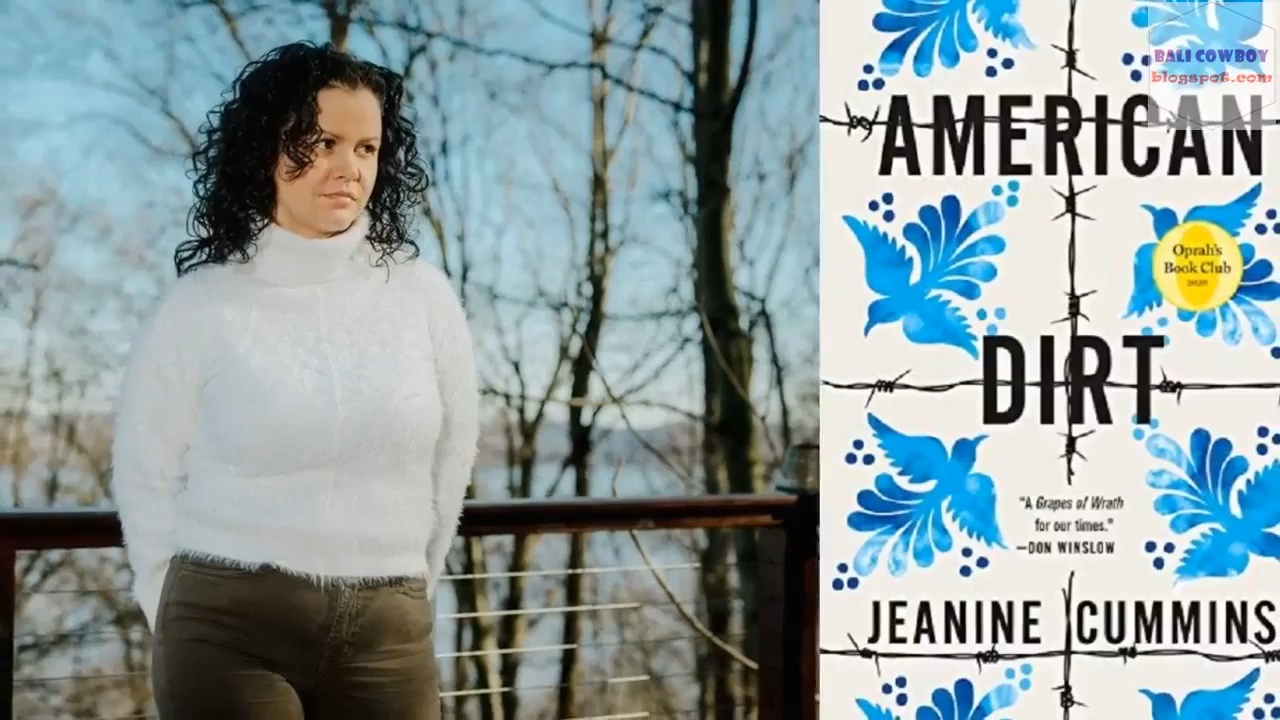 BALI COWBOY
blogspot.com
AMERICAN
Oprah's
Book Club
2020
DIRT
"A Grapes of Wrath
for our times."
—DON WINSLOW
JEANINE CUMMINS